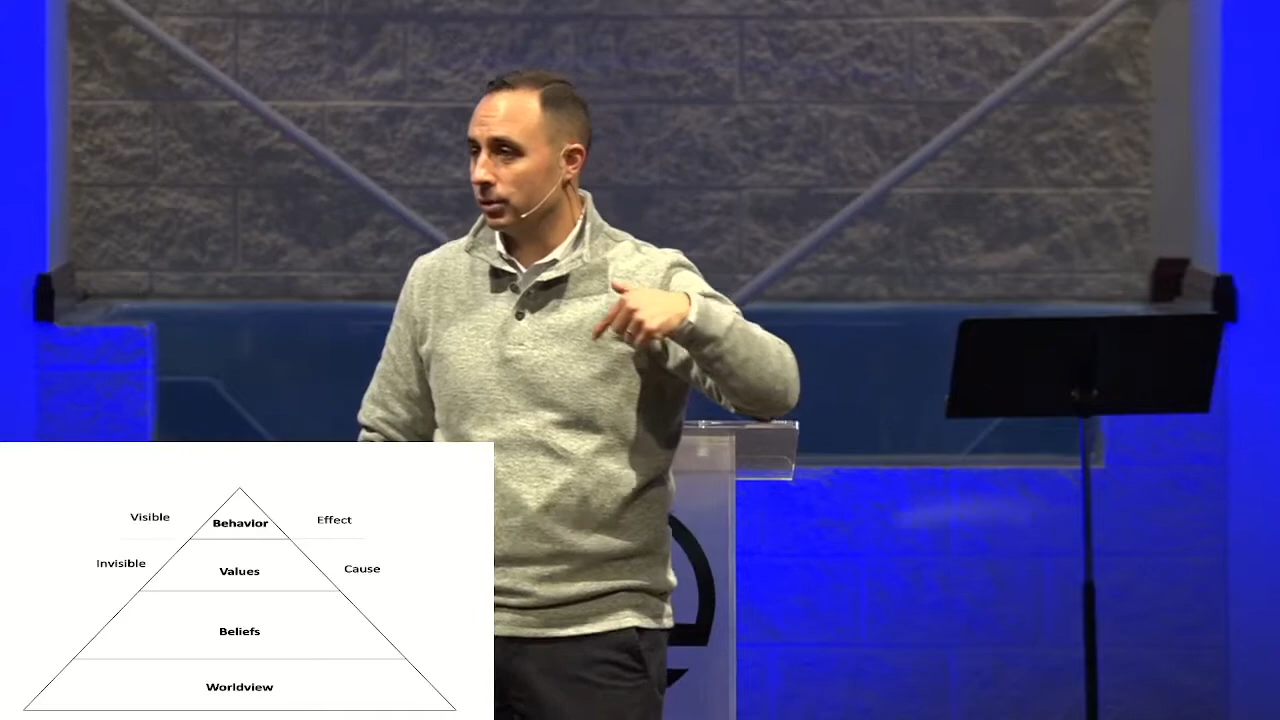 Visible
Behavior
Effect
Invisible
Values
Cause
Beliefs
Worldview